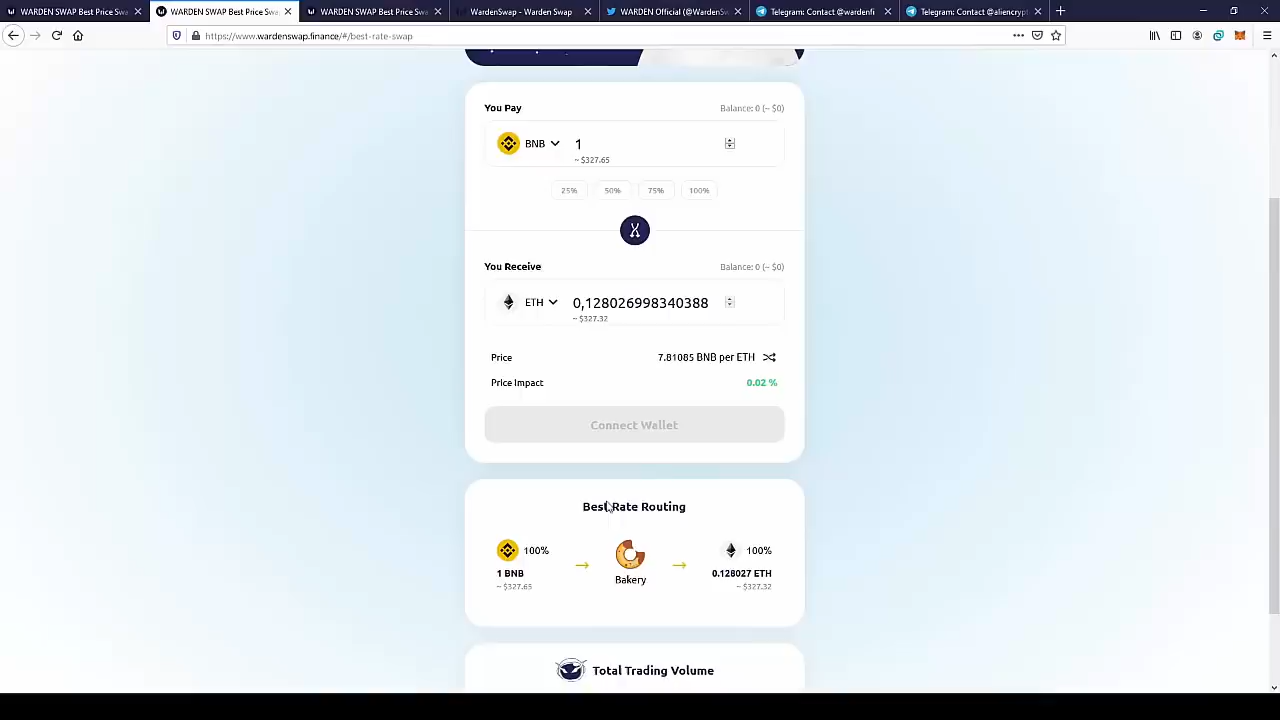 WARDEN SWAP Best Price Swa
WARDEN SWAP Best Price Swa
WARDEN SWAP Best Price Swa
WardenSwap - Warden Swap
WARDEN Official (@WardenSw
Telegram: Contact @wardenfi
Telegram: Contact @aliencrypt
https://www.wardenswap.finance/#/best-rate-swap
You Pay
Balance: 0 (~ $0)
BNB
1
~ $327.65
25%
50%
75%
100%
You Receive
Balance: 0 (~ $0)
ETH
0,128026998340388
~ $327.32
Price
7.81085 BNB per ETH
Price Impact
0.02 %
Connect Wallet
Best Rate Routing
100%
1 BNB
~ $327.65
Bakery
100%
0.128027 ETH
~ $327.32
Total Trading Volume